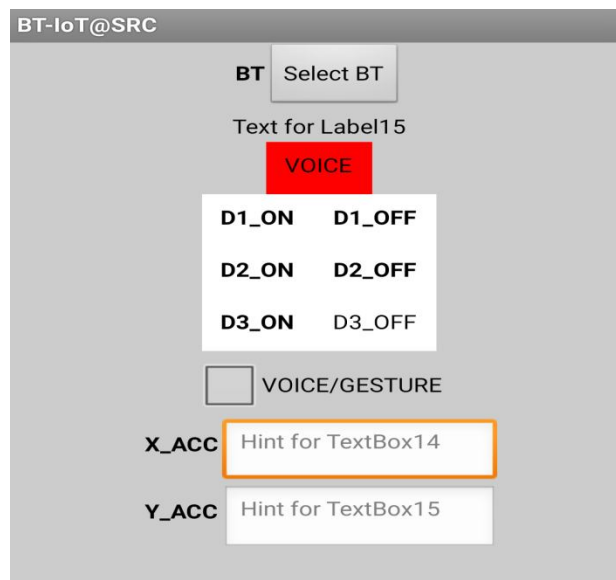 BT-IoT@SRC
BT Select BT
Text for Label15
VOICE
D1_ON D1_OFF
D2_ON D2_OFF
D3_ON D3_OFF
VOICE/GESTURE
X_ACC Hint for TextBox14
Y_ACC Hint for TextBox15